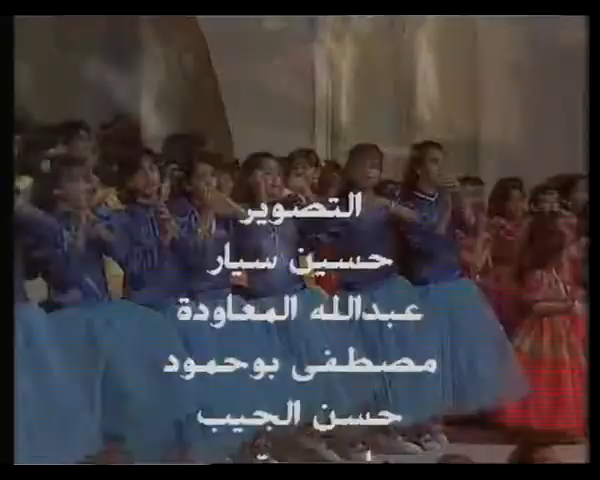 التصوير
حسين سيار
عبدالله المعاودة
مصطفى بوحمود
حسن الجيب